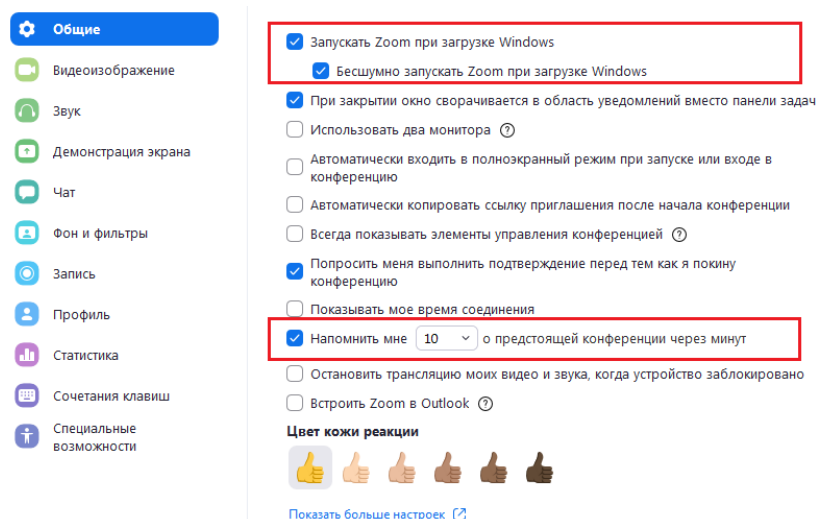 Общие
Видеоизображение
Звук
Демонстрация экрана
Чат
Фон и фильтры
Запись
Профиль
Статистика
Сочетания клавиш
Специальные
возможности
Запускать Zoom при загрузке Windows
Бесшумно запускать Zoom при загрузке Windows
При закрытии окно сворачивается в область уведомлений вместо панели задач
Использовать два монитора ?
Автоматически входить в полноэкранный режим при запуске или входе в
конференцию
Автоматически копировать ссылку приглашения после начала конференции
Всегда показывать элементы управления конференцией ?
Попросить меня выполнить подтверждение перед тем как я покину
конференцию
Показывать мое время соединения
Напомнить мне 10 о предстоящей конференции через минут
Остановить трансляцию моих видео и звука, когда устройство заблокировано
Встроить Zoom в Outlook ?
Цвет кожи реакции
Показать больше настроек